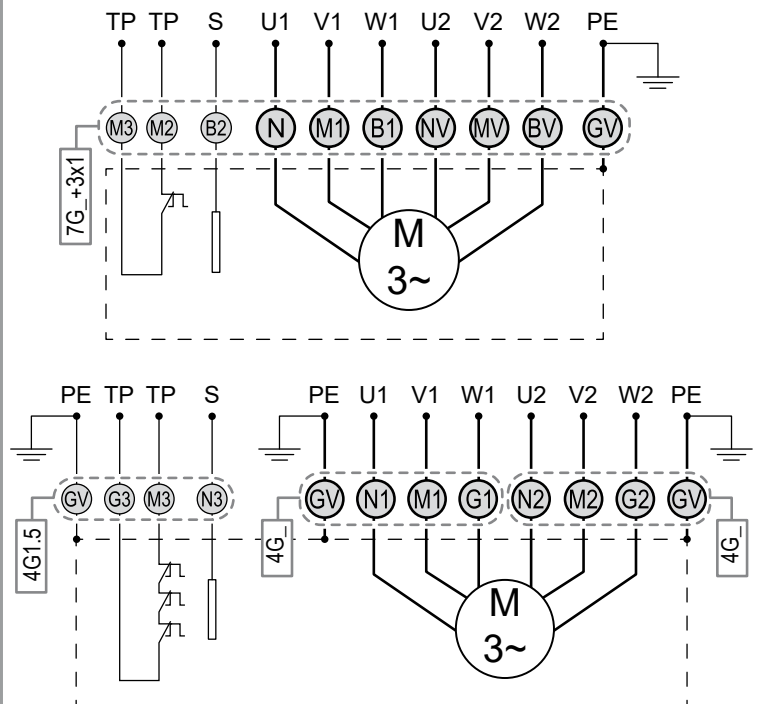 TP TP S U1 V1 W1 U2 V2 W2 PE
M3 M2 B2 N M1 B1 NV MV BV GV
7G_+3x1
M
3~
PE TP TP S PE U1 V1 W1 U2 V2 W2 PE
GV G3 M3 N3 GV N1 M1 G1 N2 M2 G2 GV
4G1.5
4G_
4G_
M
3~